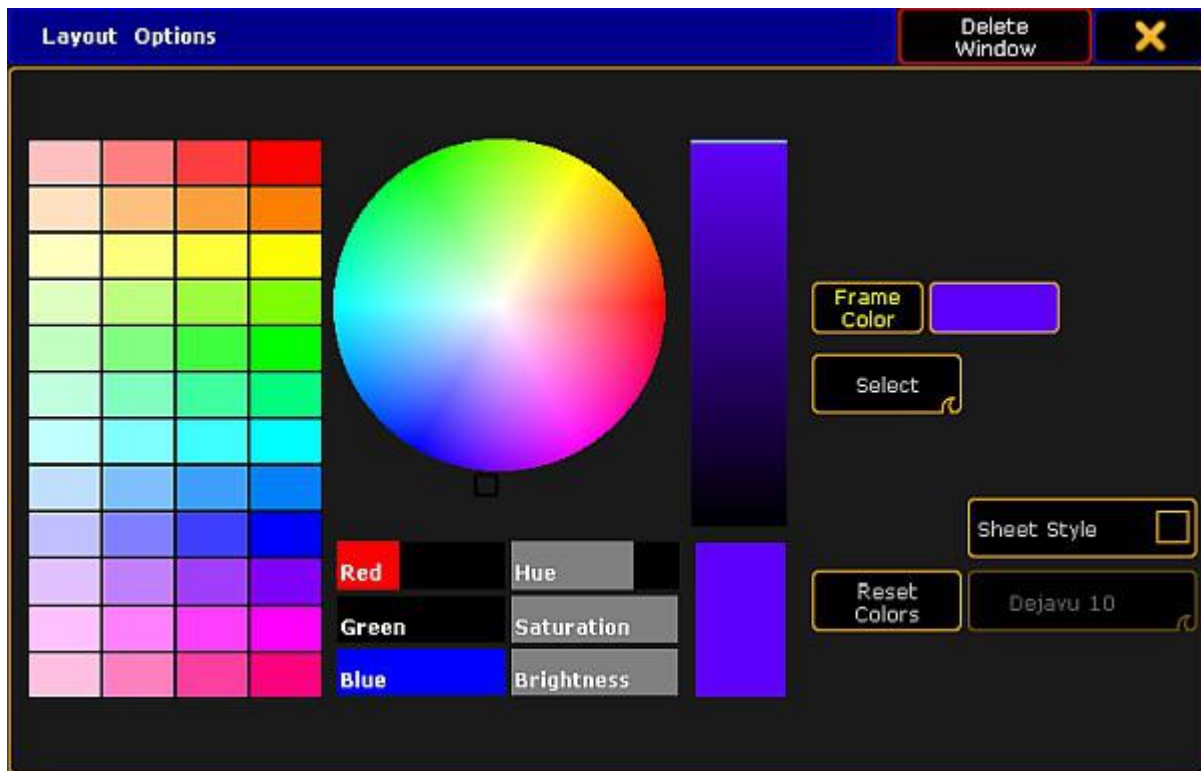 Layout Options
Delete
Window
Frame
Color
Select
Sheet Style
Red
Hue
Reset
Colors
Dejavu 10
Green
Saturation
Blue
Brightness